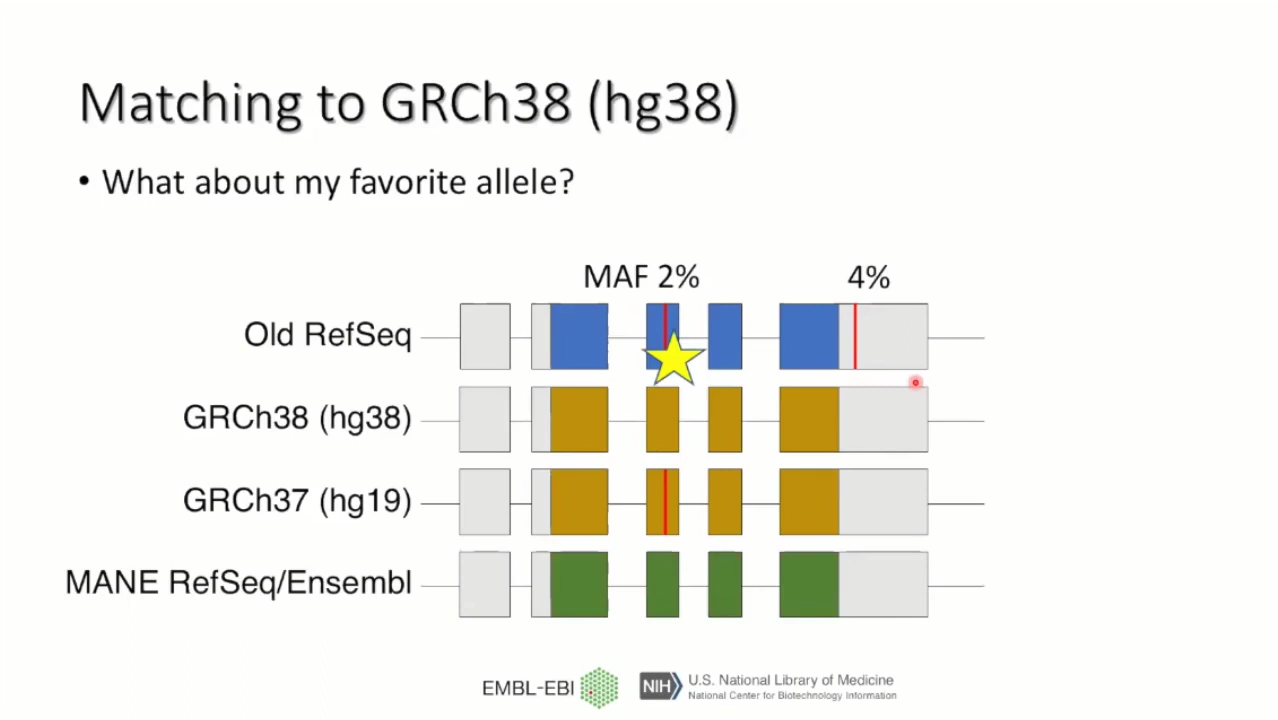 Matching to GRCh38 (hg38)
• What about my favorite allele?
MAF 2%
4%
Old RefSeq
GRCh38 (hg38)
GRCh37 (hg19)
MANE RefSeq/Ensembl
EMBL-EBI
NIH
U.S. National Library of Medicine
National Center for Biotechnology Information